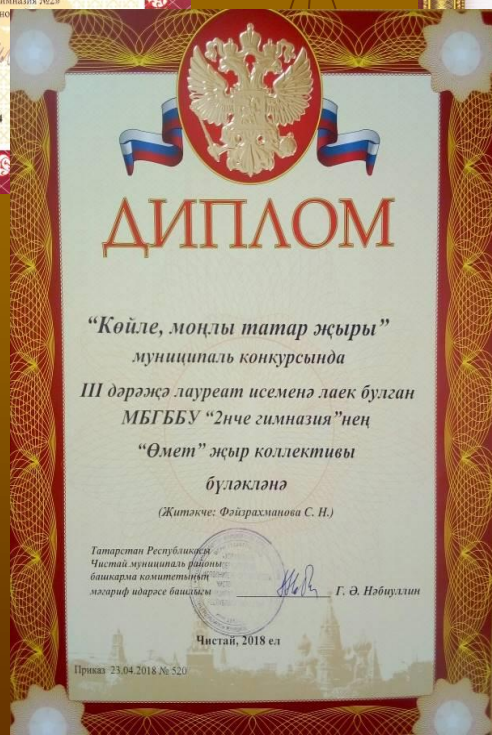 ДИПЛОМ
“Көйле, моңлы татар җыры”
муниципаль конкурсында
III дәрәҗә лауреат исеменә лаек булган
МБГББУ “2нче гимназия”нең
“Өмет” җыр коллективы
бүләкләнә
(Җитәкче: Фәйзрахманова С. Н.)
Татарстан Республикасы
Чистай муниципаль районы
башкарма комитетының
мәгариф идарәсе башлыгы Г. Ә. Нәбиуллин
Чистай, 2018 ел
Приказ 23.04.2018 № 520